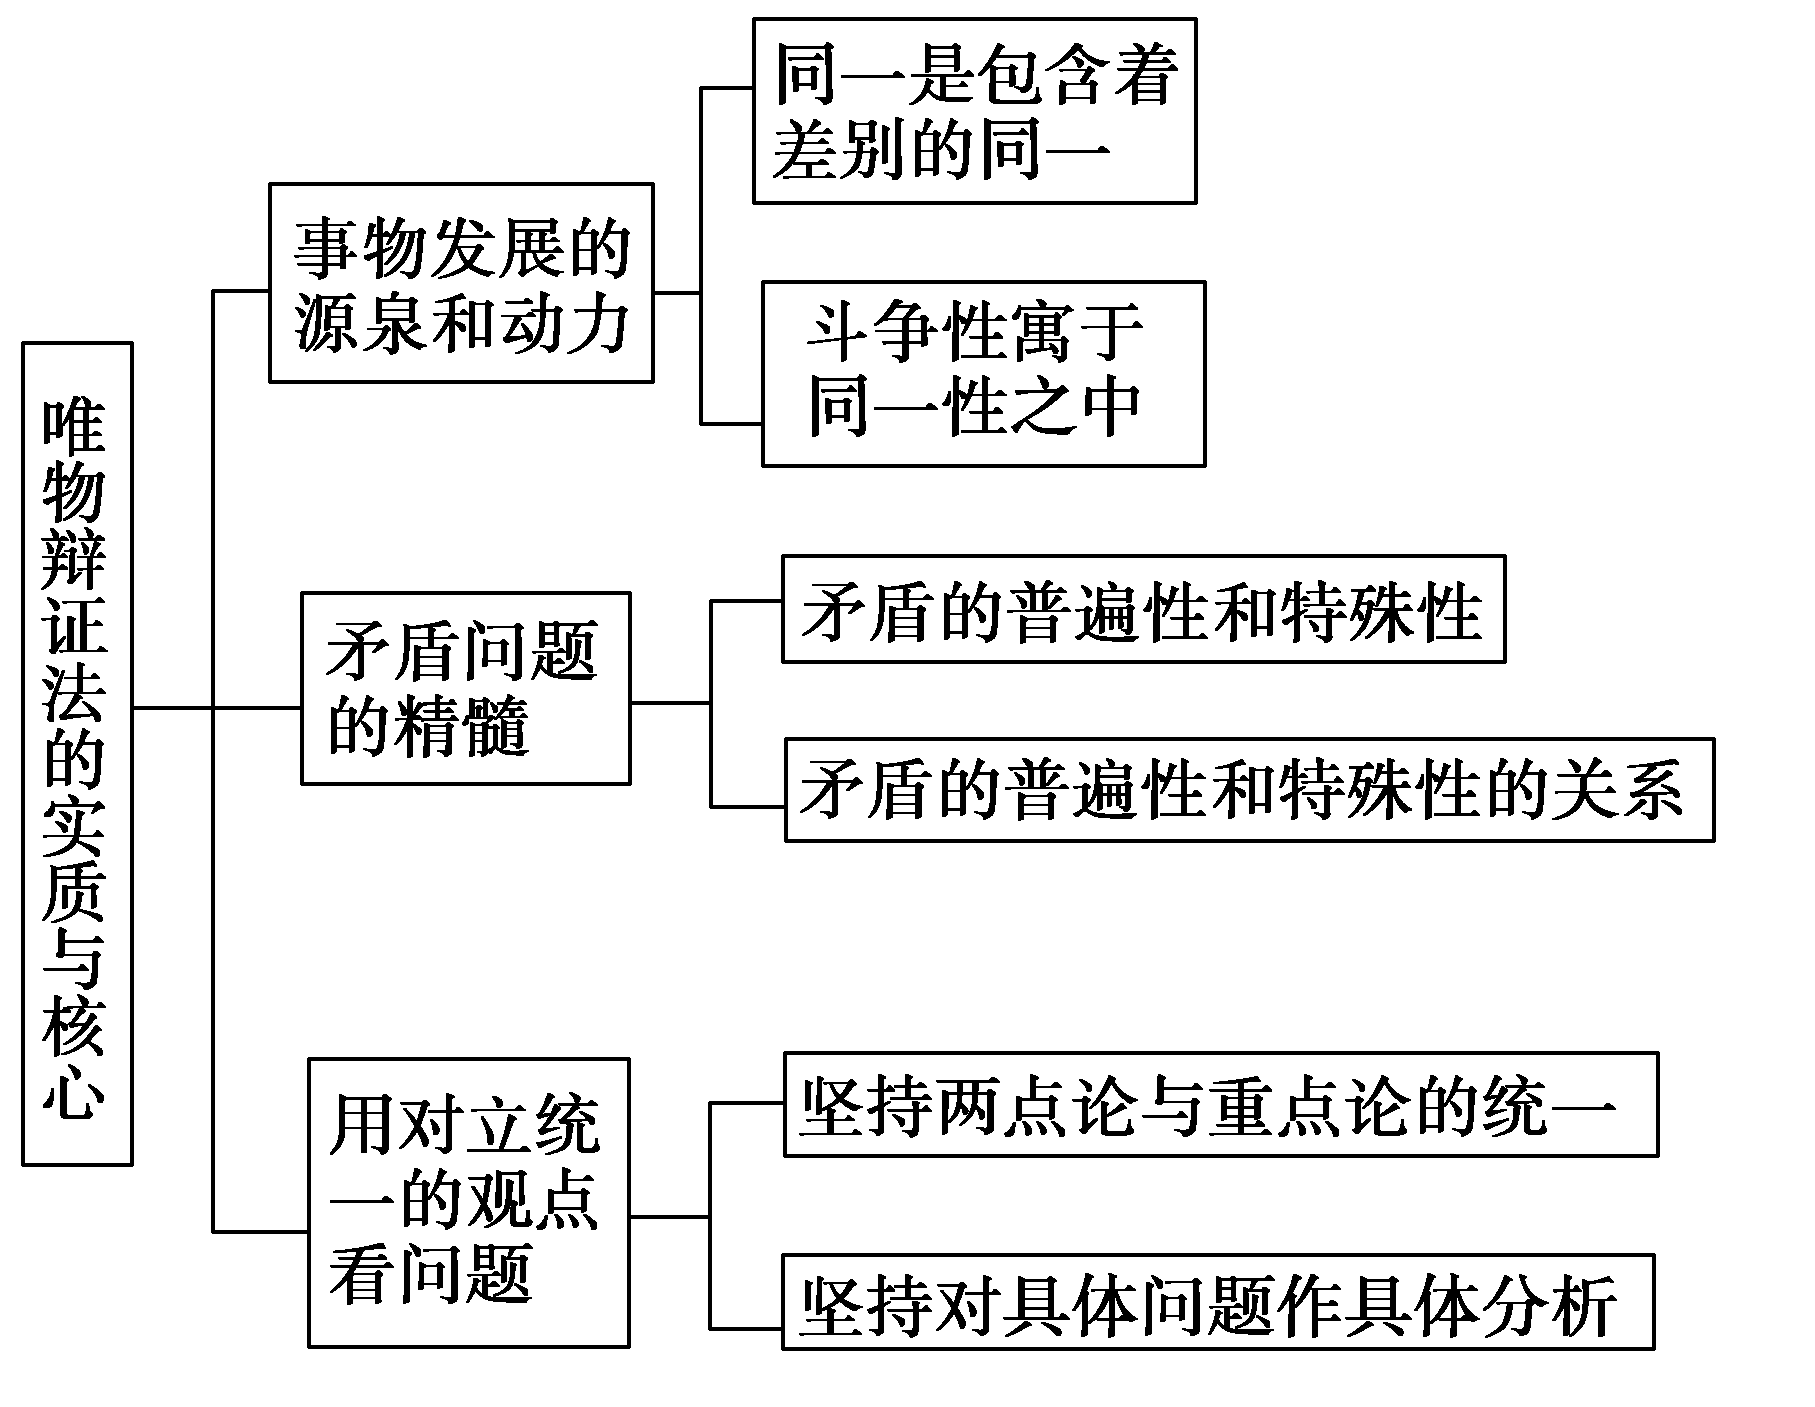 唯物辩证法的实质与核心
事物发展的
源泉和动力
同一是包含着
差别的同一
斗争性寓于
同一性之中
矛盾问题
的精髓
矛盾的普遍性和特殊性
矛盾的普遍性和特殊性的关系
用对立统
一的观点
看问题
坚持两点论与重点论的统一
坚持对具体问题作具体分析